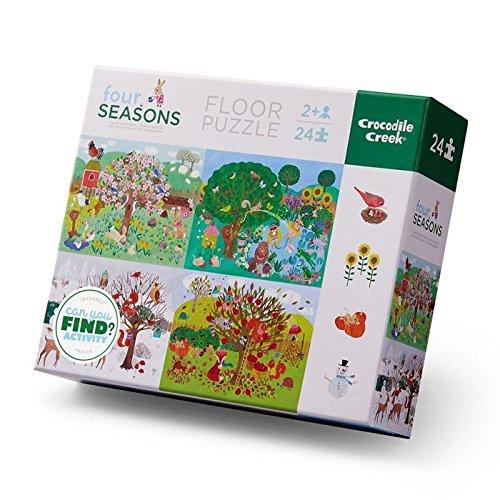 four
SEASONS
FLOOR
PUZZLE
2+
24
Crocodile
Creek®
24
four
SEASONS
INCLUDES
can you
FIND?
ACTIVITY
INSIDE